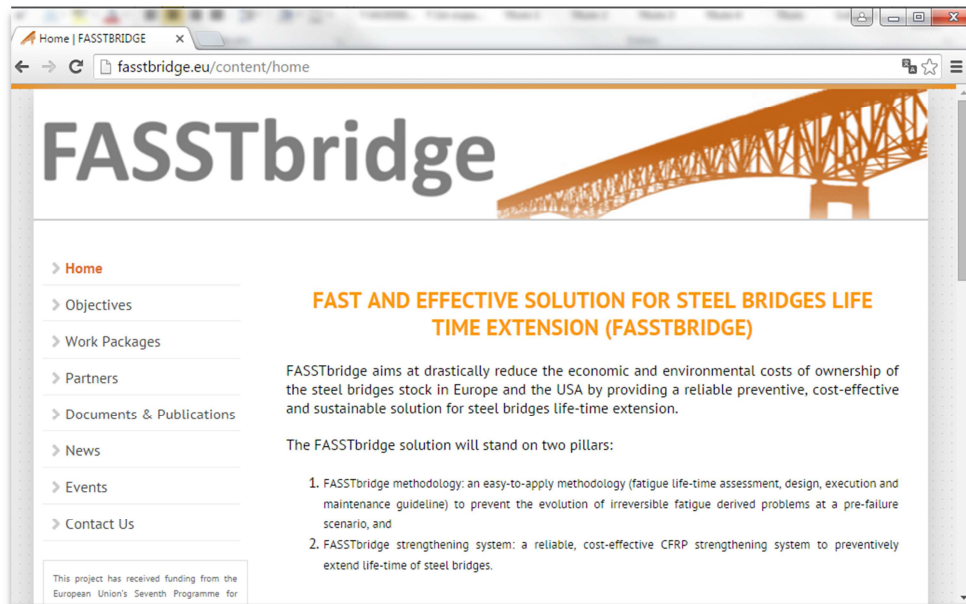 Home | FASSTBRIDGE
fasstbridge.eu/content/home
FASSTbridge
Home
Objectives
Work Packages
Partners
Documents & Publications
News
Events
Contact Us
This project has received funding from the
European Union's Seventh Programme for
FAST AND EFFECTIVE SOLUTION FOR STEEL BRIDGES LIFE
TIME EXTENSION (FASSTBRIDGE)
FASSTbridge aims at drastically reduce the economic and environmental costs of ownership of
the steel bridges stock in Europe and the USA by providing a reliable preventive, cost-effective
and sustainable solution for steel bridges life-time extension.
The FASSTbridge solution will stand on two pillars:
1. FASSTbridge methodology: an easy-to-apply methodology (fatigue life-time assessment, design, execution and
maintenance guideline) to prevent the evolution of irreversible fatigue derived problems at a pre-failure
scenario, and
2. FASSTbridge strengthening system: a reliable, cost-effective CFRP strengthening system to preventively
extend life-time of steel bridges.